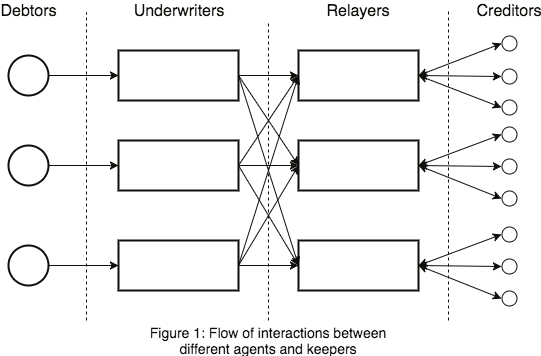 Debtors Underwriters Relayers Creditors
Figure 1: Flow of interactions between
different agents and keepers